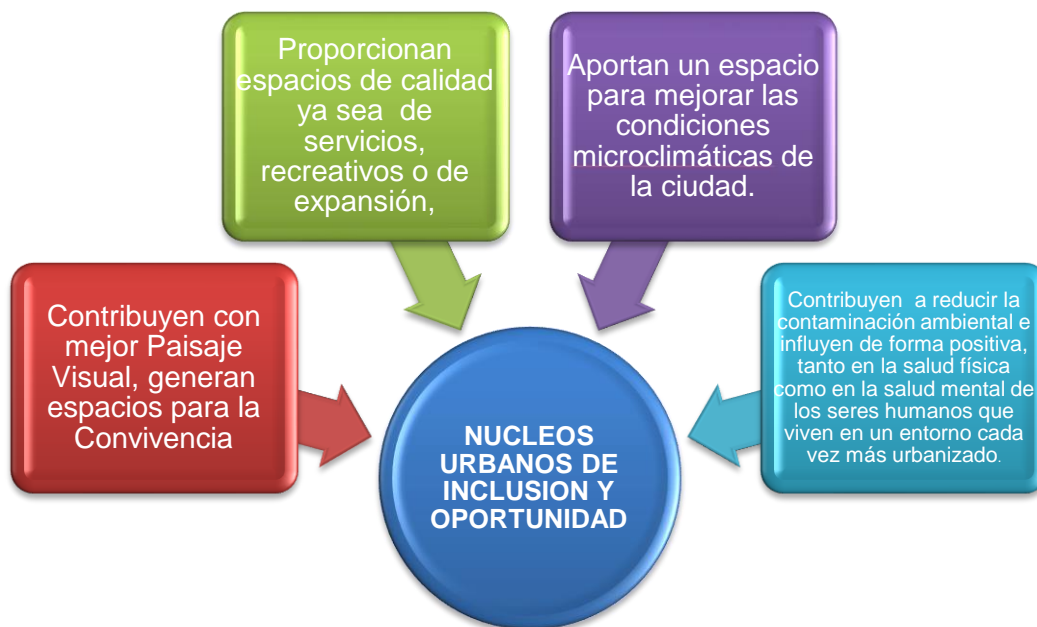 Contribuyen con
mejor Paisaje
Visual, generan
espacios para la
Convivencia
Proporcionan
espacios de calidad
ya sea de
servicios,
recreativos o de
expansión,
Aportan un espacio
para mejorar las
condiciones
microclimáticas de
la ciudad.
Contribuyen a reducir la
contaminación ambiental e
influyen de forma positiva,
tanto en la salud física
como en la salud mental de
los seres humanos que
viven en un entorno cada
vez más urbanizado.
NUCLEOS
URBANOS DE
INCLUSION Y
OPORTUNIDAD